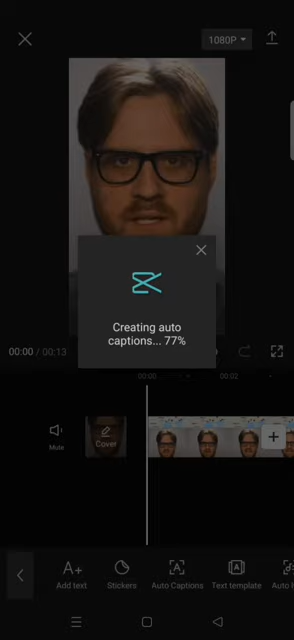 1080P
Creating auto
captions... 77%
00:00 / 00:13
00:00
00:02
Mute
Cover
Add text
Stickers
Auto Captions
Text template